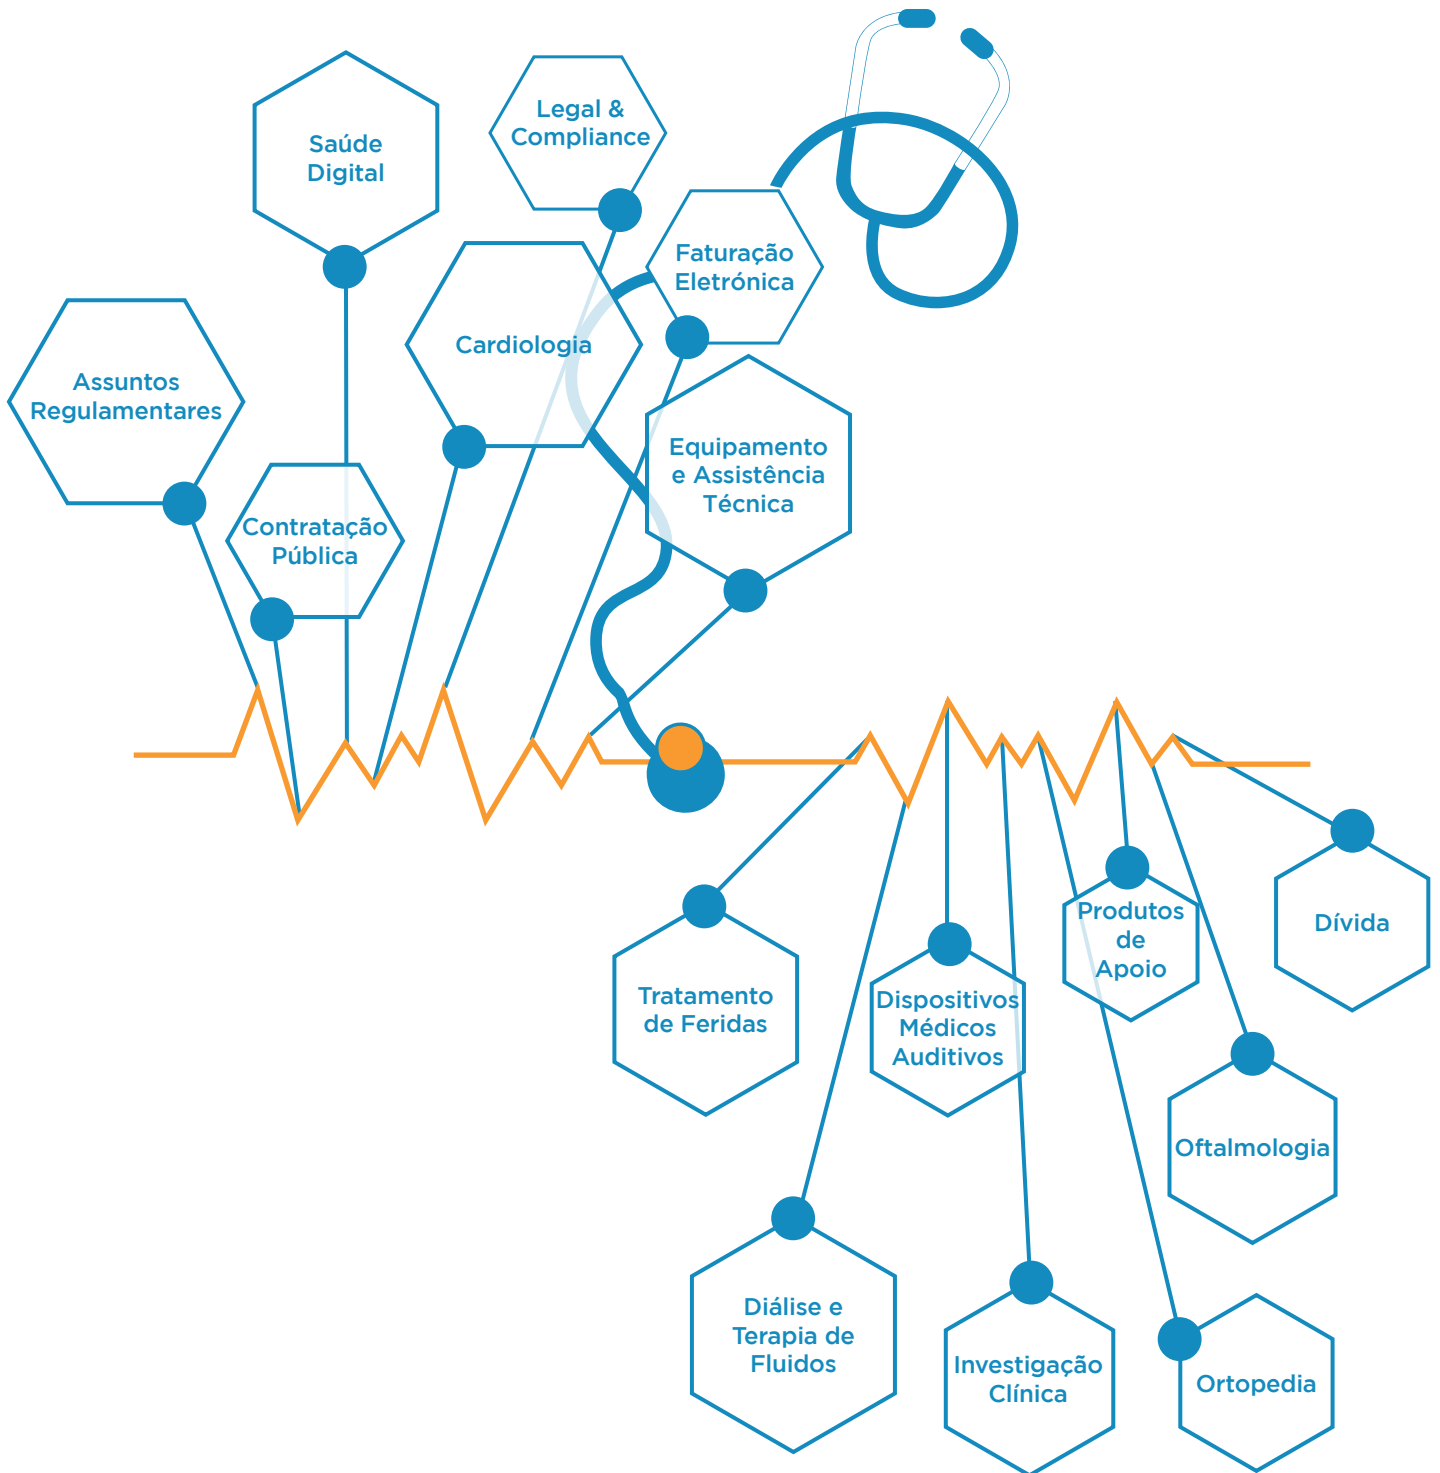 Legal &
Compliance
Saúde
Digital
Faturação
Eletrónica
Cardiologia
Assuntos
Regulamentares
Equipamento
e Assistência
Técnica
Contratação
Pública
Produtos
de
Apoio
Dívida
Tratamento
de Feridas
Dispositivos
Médicos
Auditivos
Oftalmologia
Diálise e
Terapia de
Fluidos
Investigação
Clínica
Ortopedia